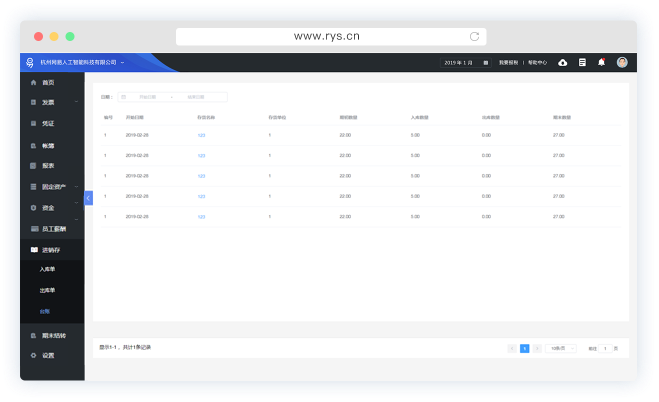 www.rys.cn
杭州网易人工智能科技有限公司
2019 年 1 月
我要报税 | 帮助中心
首页
发票
凭证
帐簿
报表
固定资产
资金
员工薪酬
进销存
入库单
出库单
台账
期末结转
设置
日期： 开始日期 - 结束日期
编号 开始日期 存货名称 存货单位 期初数量 入库数量 出库数量 期末数量
1 2019-02-28 123 1 22.00 5.00 0.00 27.00
1 2019-02-28 123 1 22.00 5.00 0.00 27.00
1 2019-02-28 123 1 22.00 5.00 0.00 27.00
1 2019-02-28 123 1 22.00 5.00 0.00 27.00
1 2019-02-28 123 1 22.00 5.00 0.00 27.00
显示1-1 ，共计1条记录
1 10条/页 前往 1 页